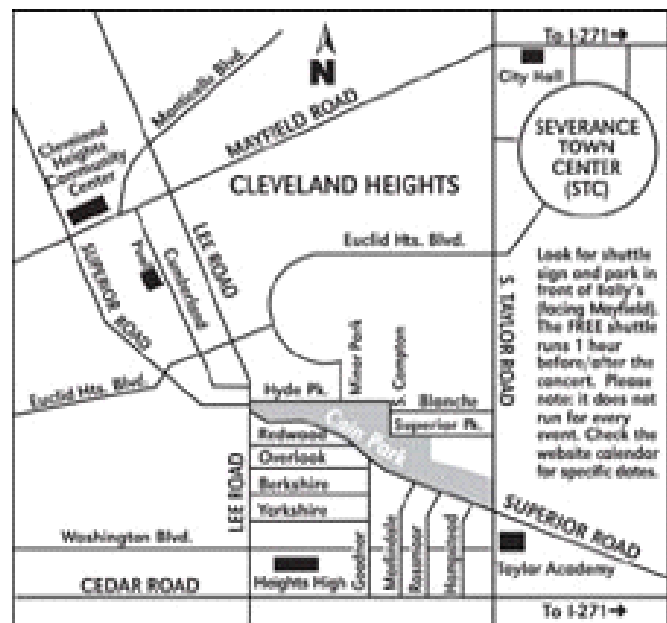 To I-271→
City Hall
N
Monticello Blvd.
MAYFIELD ROAD
Cleveland
Heights
Community
Center
SEVERANCE
TOWN
CENTER
(STC)
CLEVELAND HEIGHTS
LEE ROAD
Euclid Hts. Blvd.
Pool
Cumberland
SUPERIOR ROAD
S. TAYLOR ROAD
Look for shuttle
sign and park in
front of Bally's
(facing Mayfield).
The FREE shuttle
runs 1 hour
before/after the
concert. Please
note: it does not
run for every
event. Check the
website calendar
for specific dates.
Minor Park
S. Compton
Euclid Hts. Blvd.
Hyde Pk.
Blanche
Superior Pk.
Cain Park
Redwood
Overlook
Berkshire
Yorkshire
LEE ROAD
Washington Blvd.
Goodnor
Rossmoor
Hampstead
SUPERIOR ROAD
Taylor Academy
Heights High
CEDAR ROAD
To I-271→